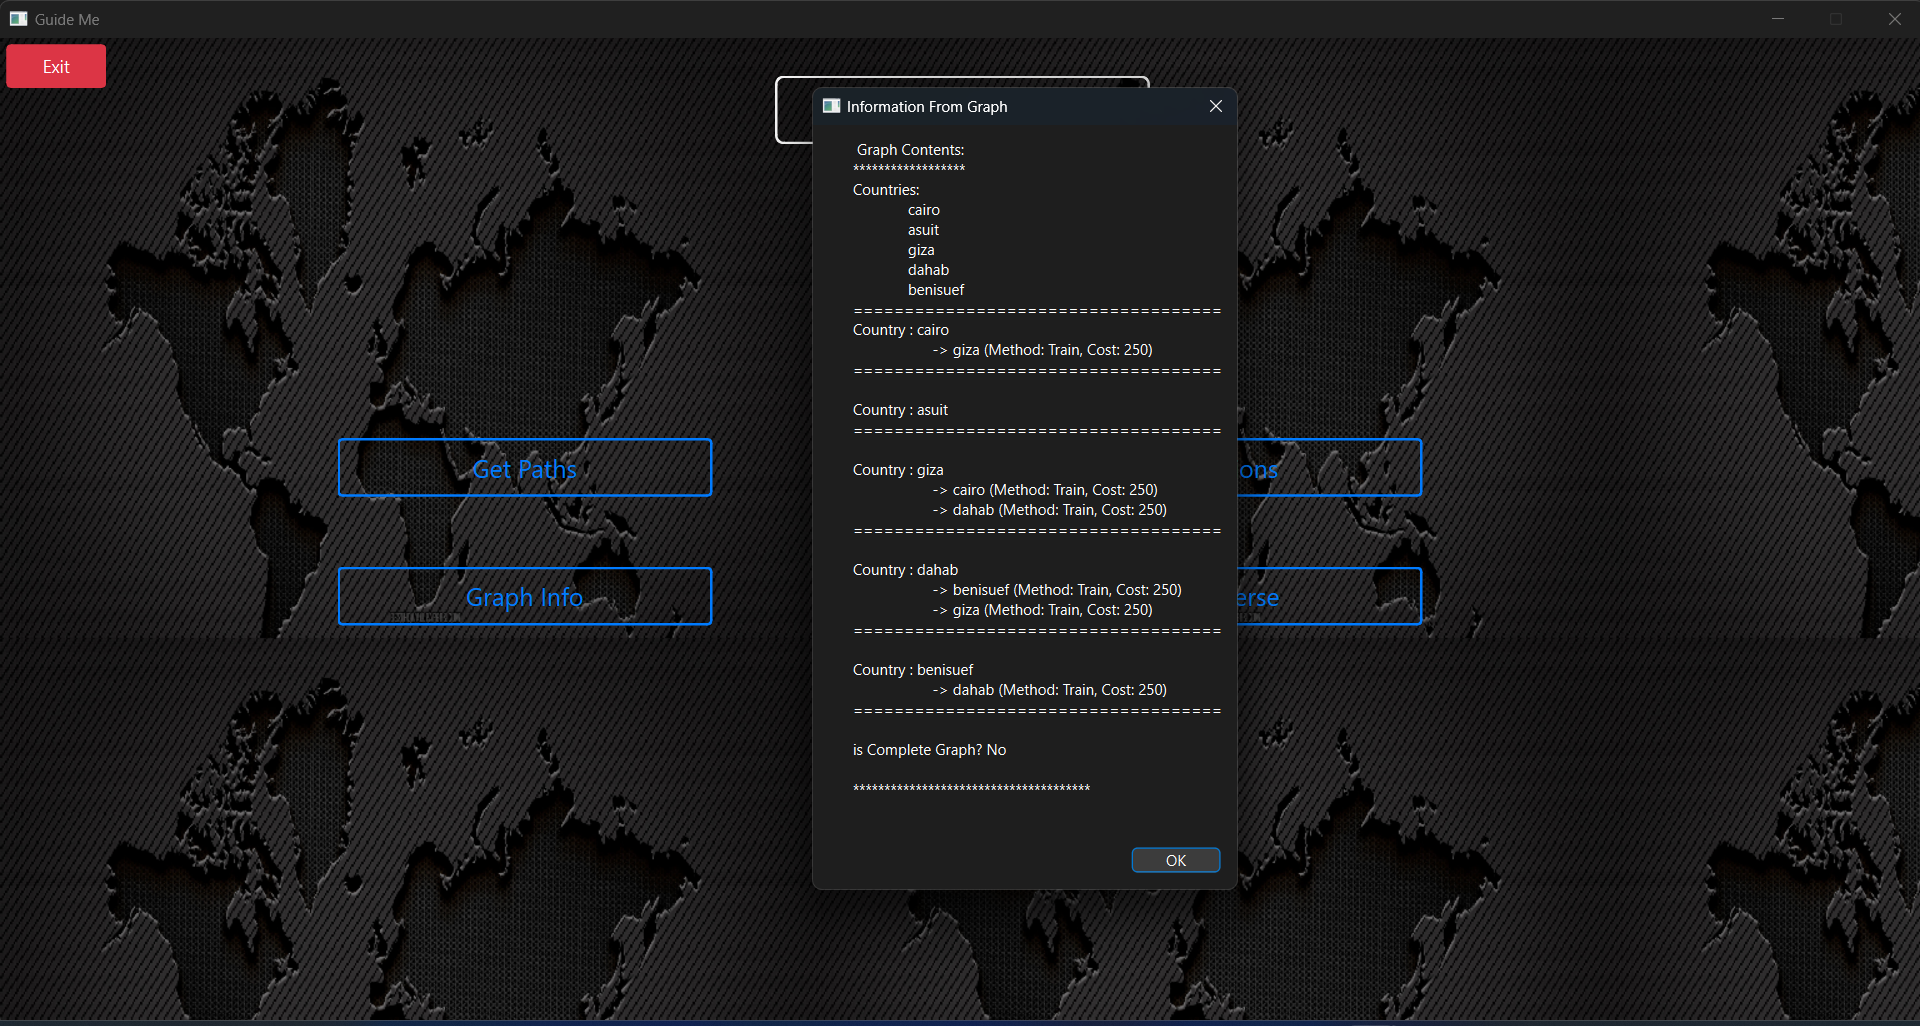 Guide Me
Exit
Information From Graph
Graph Contents:
******************
Countries:
cairo
asuit
giza
dahab
benisuef
====================================
Country : cairo
-> giza (Method: Train, Cost: 250)
====================================
Country : asuit
====================================
Country : giza
-> cairo (Method: Train, Cost: 250)
-> dahab (Method: Train, Cost: 250)
====================================
Country : dahab
-> benisuef (Method: Train, Cost: 250)
-> giza (Method: Train, Cost: 250)
====================================
Country : benisuef
-> dahab (Method: Train, Cost: 250)
====================================
is Complete Graph? No
**************************************
OK
Get Paths
ons
Graph Info
erse